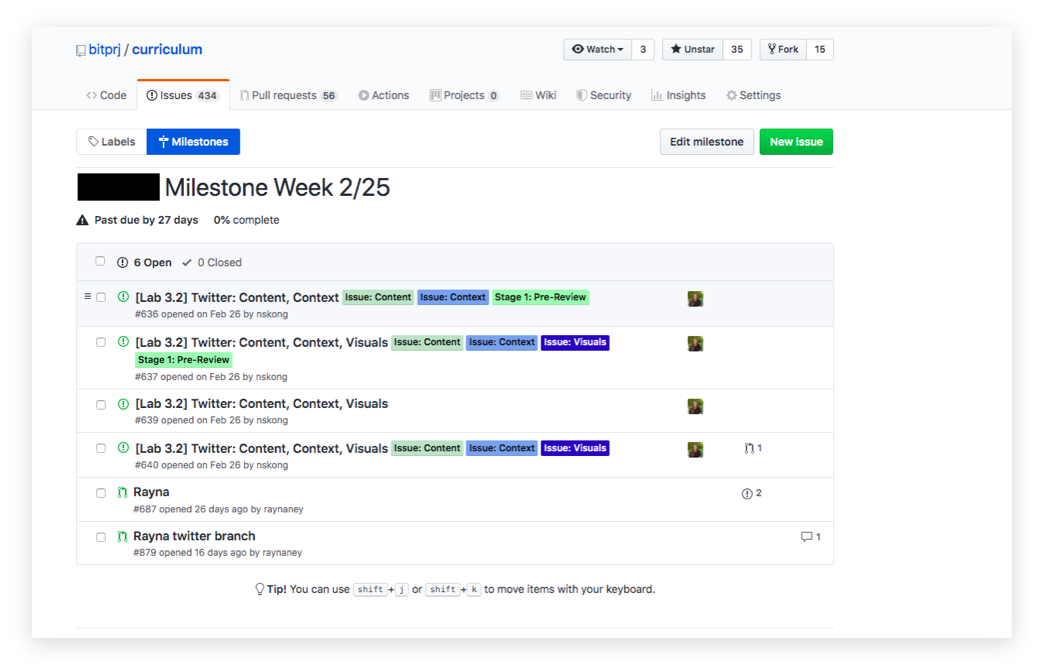 bitprj / curriculum
Watch 3 Unstar 35 Fork 15
Code Issues 434 Pull requests 56 Actions Projects 0 Wiki Security Insights Settings
Labels Milestones Edit milestone New issue
Milestone Week 2/25
Past due by 27 days 0% complete
6 Open 0 Closed
[Lab 3.2] Twitter: Content, Context Issue: Content Issue: Context Stage 1: Pre-Review
#636 opened on Feb 26 by nskong
[Lab 3.2] Twitter: Content, Context, Visuals Issue: Content Issue: Context Issue: Visuals
Stage 1: Pre-Review
#637 opened on Feb 26 by nskong
[Lab 3.2] Twitter: Content, Context, Visuals
#639 opened on Feb 26 by nskong
[Lab 3.2] Twitter: Content, Context, Visuals Issue: Content Issue: Context Issue: Visuals 1
#640 opened on Feb 26 by nskong
Rayna 2
#687 opened 26 days ago by raynaney
Rayna twitter branch 1
#879 opened 16 days ago by raynaney
Tip! You can use shift + j or shift + k to move items with your keyboard.